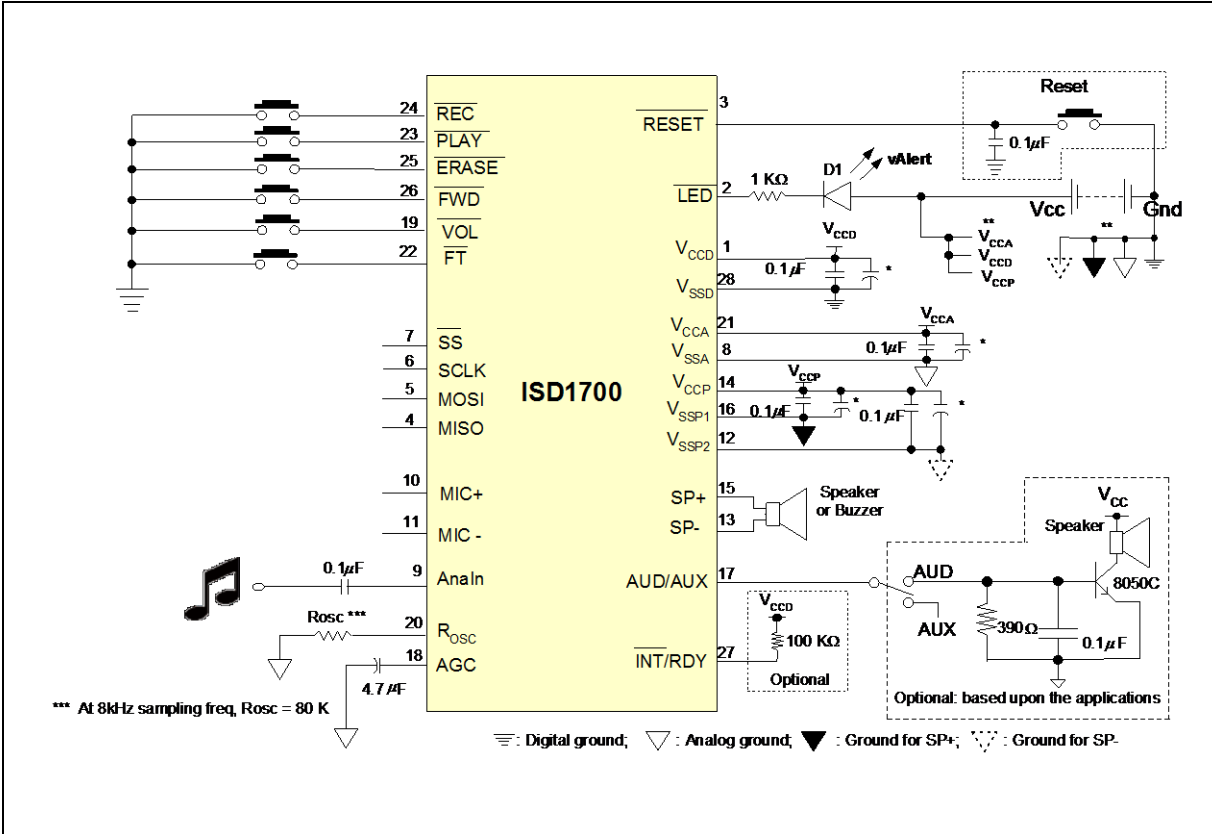 Reset
3
24 REC
RESET
0.1µF
23 PLAY
25 ERASE
D1 vAlert
26 FWD
1 KΩ
LED 2
Vcc Gnd
19 VOL
** **
VCCA
VCCD
VCCP
22 FT
VCCD
VCCD 1
0.1µF *
VSSD 28
VCCA
VCCA 21
0.1µF *
VSSA 8
7 SS
6 SCLK
5 MOSI
4 MISO
ISD1700
VCCP
VCCP 14
VSSP1 16
0.1µF * 0.1µF *
VSSP2 12
10 MIC+
11 MIC -
SP+ 15
SP- 13
Speaker
or Buzzer
VCC
Speaker
8050C
0.1µF
9 AnaIn
AUD/AUX 17
AUD
AUX
390Ω
0.1µF
Rosc ***
20 ROSC
18 AGC
4.7µF
VCCD
100 KΩ
INT/RDY 27
Optional
Optional: based upon the applications
*** At 8kHz sampling freq, Rosc = 80 K
: Digital ground; : Analog ground; : Ground for SP+; : Ground for SP-